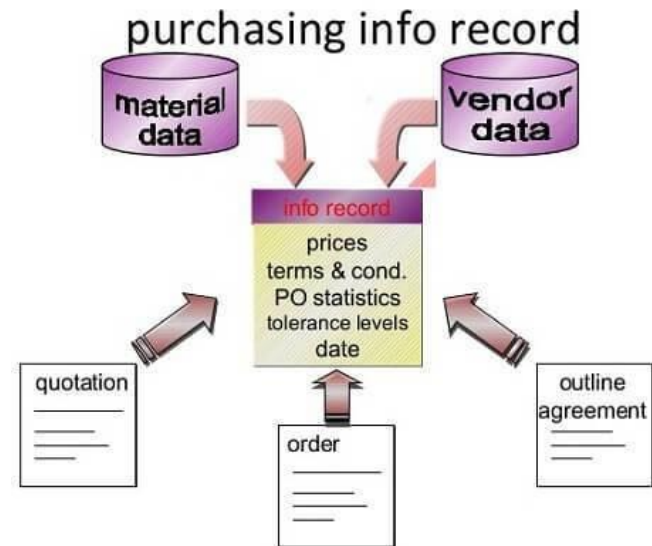 purchasing info record
material
data
vendor
data
info record
prices
terms & cond.
PO statistics
tolerance levels
date
quotation
order
outline
agreement